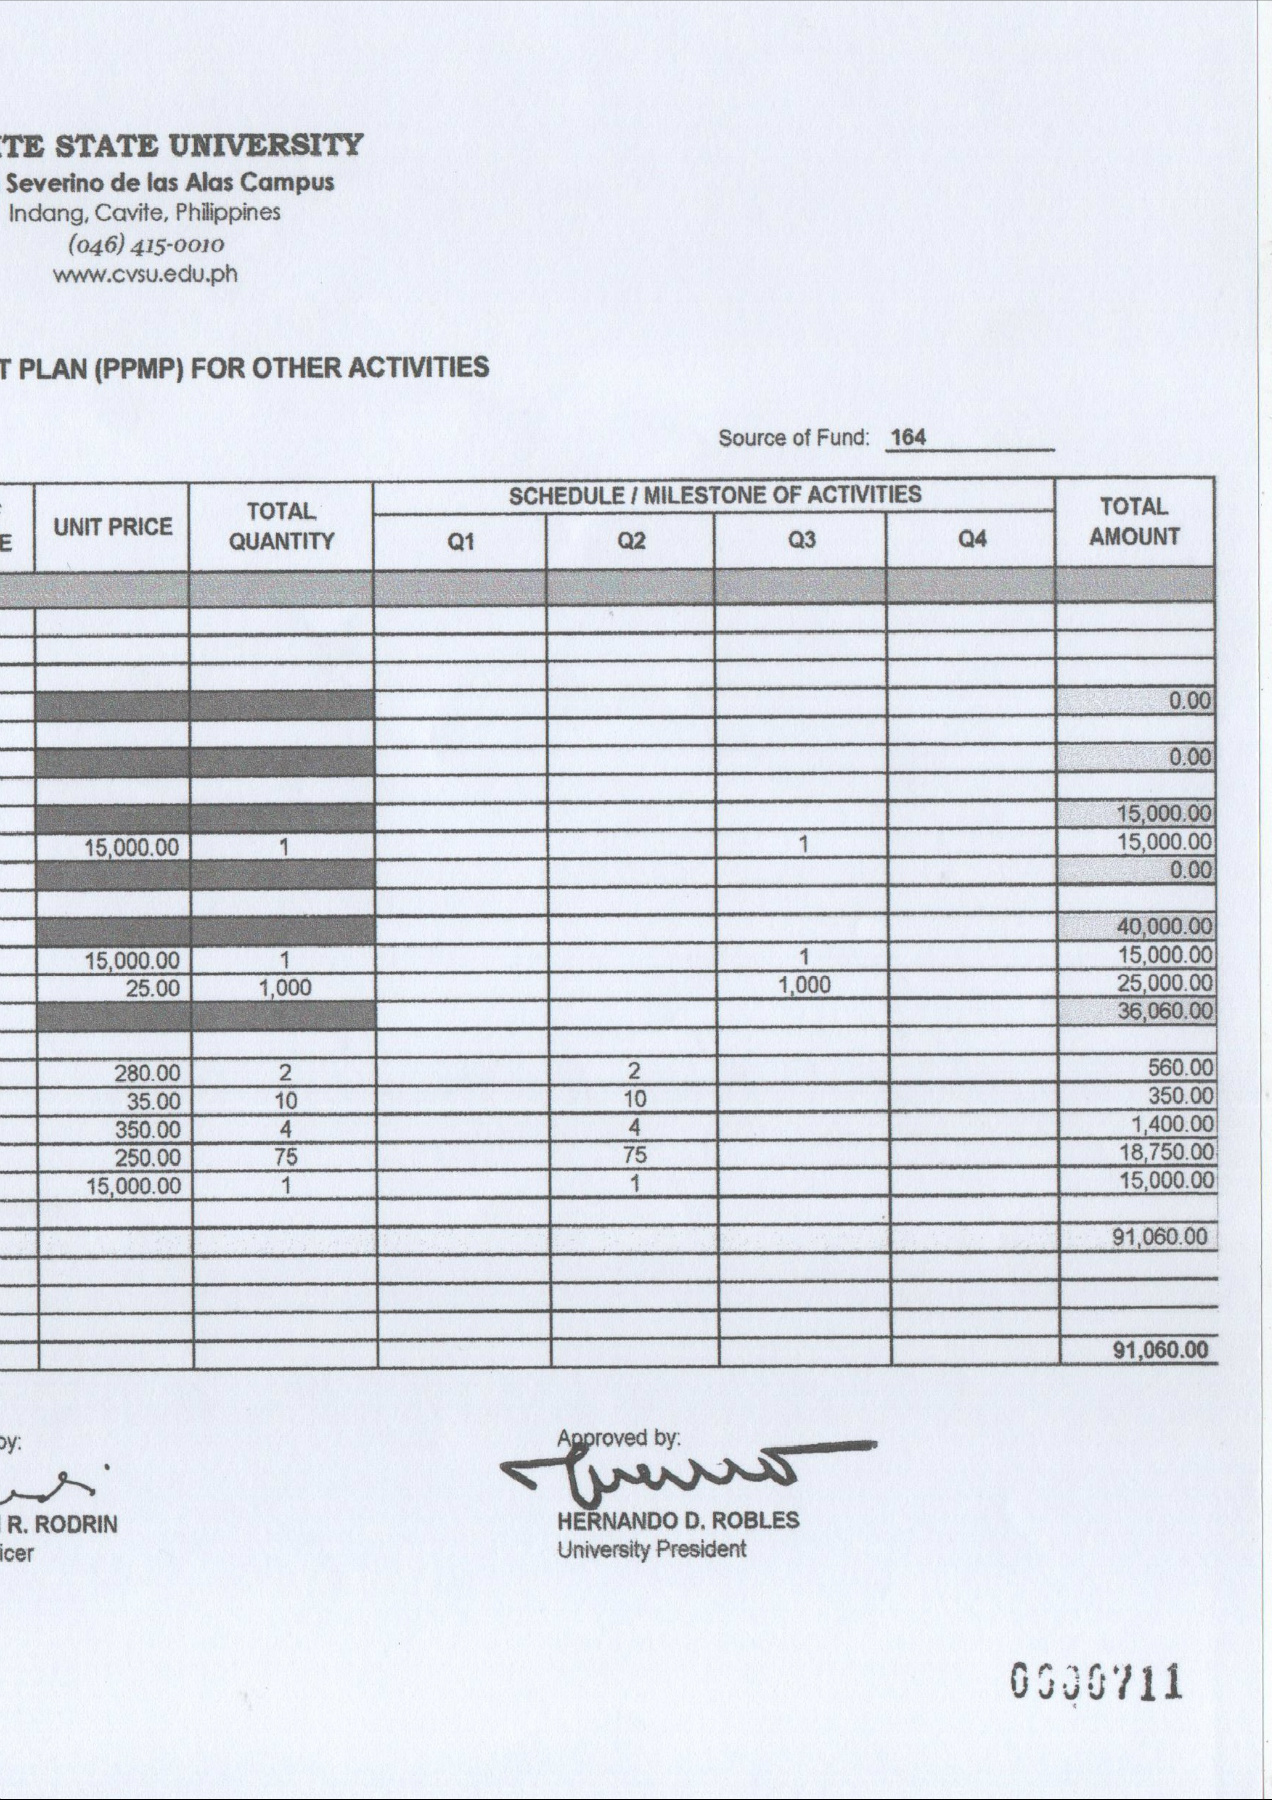 ITE STATE UNIVERSITY
Severino de las Alas Campus
Indang, Cavite, Philippines
(046) 415-0010
www.cvsu.edu.ph
T PLAN (PPMP) FOR OTHER ACTIVITIES
Source of Fund: 164
E UNIT PRICE TOTAL QUANTITY SCHEDULE / MILESTONE OF ACTIVITIES TOTAL AMOUNT
Q1 Q2 Q3 Q4
0.00
0.00
15,000.00
15,000.00 1 1 15,000.00
0.00
40,000.00
15,000.00 1 1 15,000.00
25.00 1,000 1,000 25,000.00
36,060.00
280.00 2 2 560.00
35.00 10 10 350.00
350.00 4 4 1,400.00
250.00 75 75 18,750.00
15,000.00 1 1 15,000.00
91,060.00
91,060.00
by: Approved by:
R. RODRIN HERNANDO D. ROBLES
icer University President
0000711